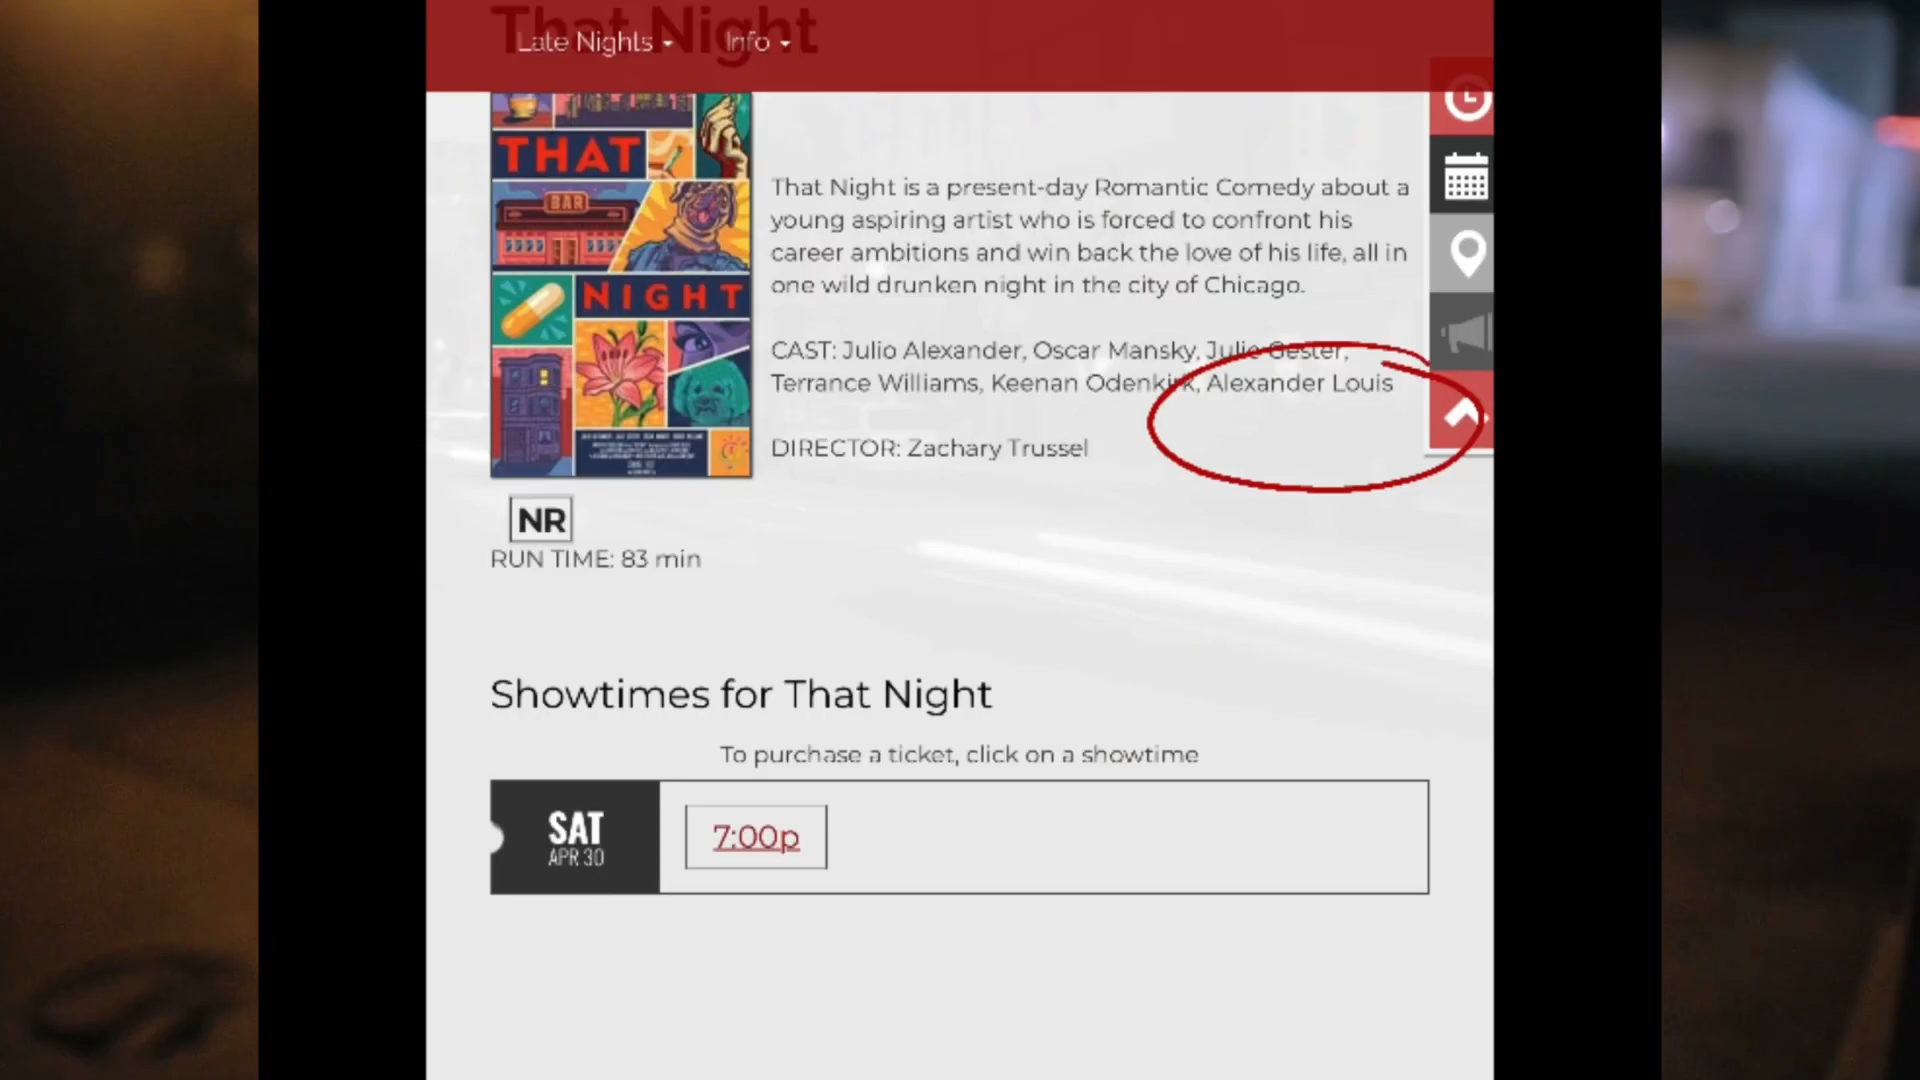 That Night
Late Nights
Info
THAT
BAR
NIGHT
That Night is a present-day Romantic Comedy about a
young aspiring artist who is forced to confront his
career ambitions and win back the love of his life, all in
one wild drunken night in the city of Chicago.
CAST: Julio Alexander, Oscar Mansky, Julie Gester,
Terrance Williams, Keenan Odenkirk, Alexander Louis
DIRECTOR: Zachary Trussel
NR
RUN TIME: 83 min
Showtimes for That Night
To purchase a ticket, click on a showtime
SAT
APR 30
7:00p